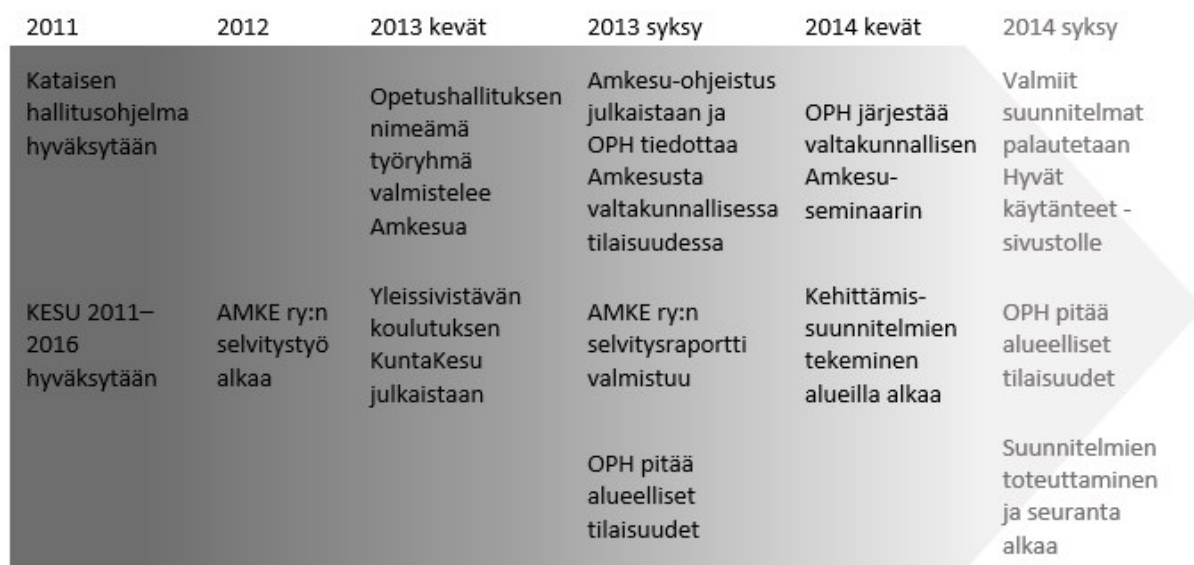 2011
2012
2013 kevät
2013 syksy
2014 kevät
2014 syksy
Kataisen
hallitusohjelma
hyväksytään
Opetushallituksen
nimeämä
työryhmä
valmistelee
Amkesua
Amkesu-ohjeistus
julkaistaan ja
OPH tiedottaa
Amkesusta
valtakunnallisessa
tilaisuudessa
OPH järjestää
valtakunnallisen
Amkesu-
seminaarin
Valmiit
suunnitelmat
palautetaan
Hyvät
käytänteet -
sivustolle
KESU 2011–
2016
hyväksytään
AMKE ry:n
selvitystyö
alkaa
Yleissivistävän
koulutuksen
KuntaKesu
julkaistaan
AMKE ry:n
selvitysraportti
valmistuu
Kehittämis-
suunnitelmien
tekeminen
alueilla alkaa
OPH pitää
alueelliset
tilaisuudet
OPH pitää
alueelliset
tilaisuudet
Suunnitelmien
toteuttaminen
ja seuranta
alkaa